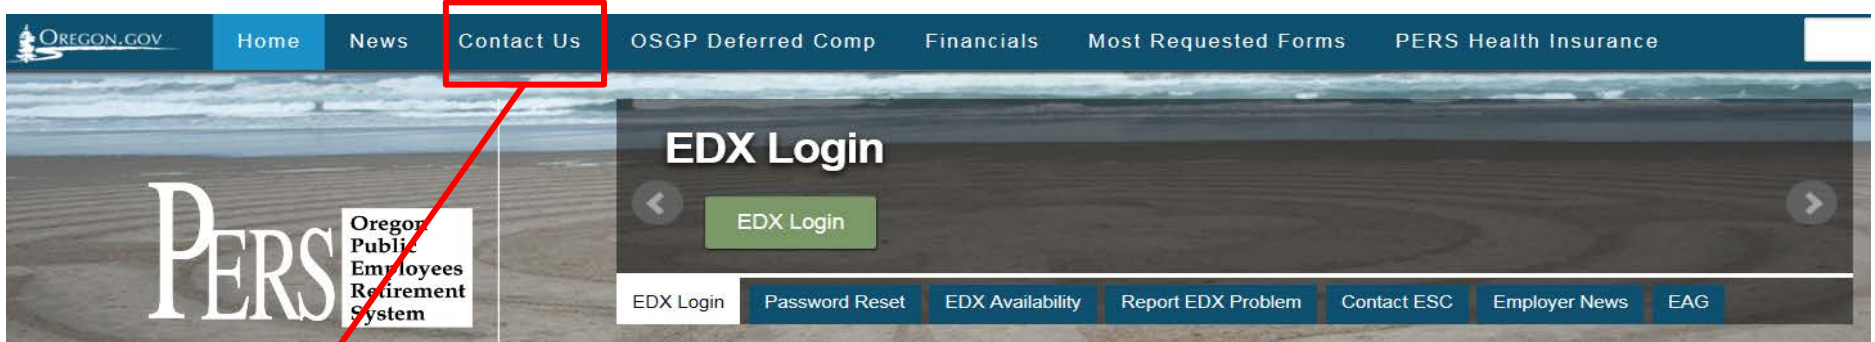 OREGON.GOV Home News Contact Us OSGP Deferred Comp Financials Most Requested Forms PERS Health Insurance
EDX Login
EDX Login
PERS
Oregon
Public
Employees
Retirement
System
EDX Login Password Reset EDX Availability Report EDX Problem Contact ESC Employer News EAG